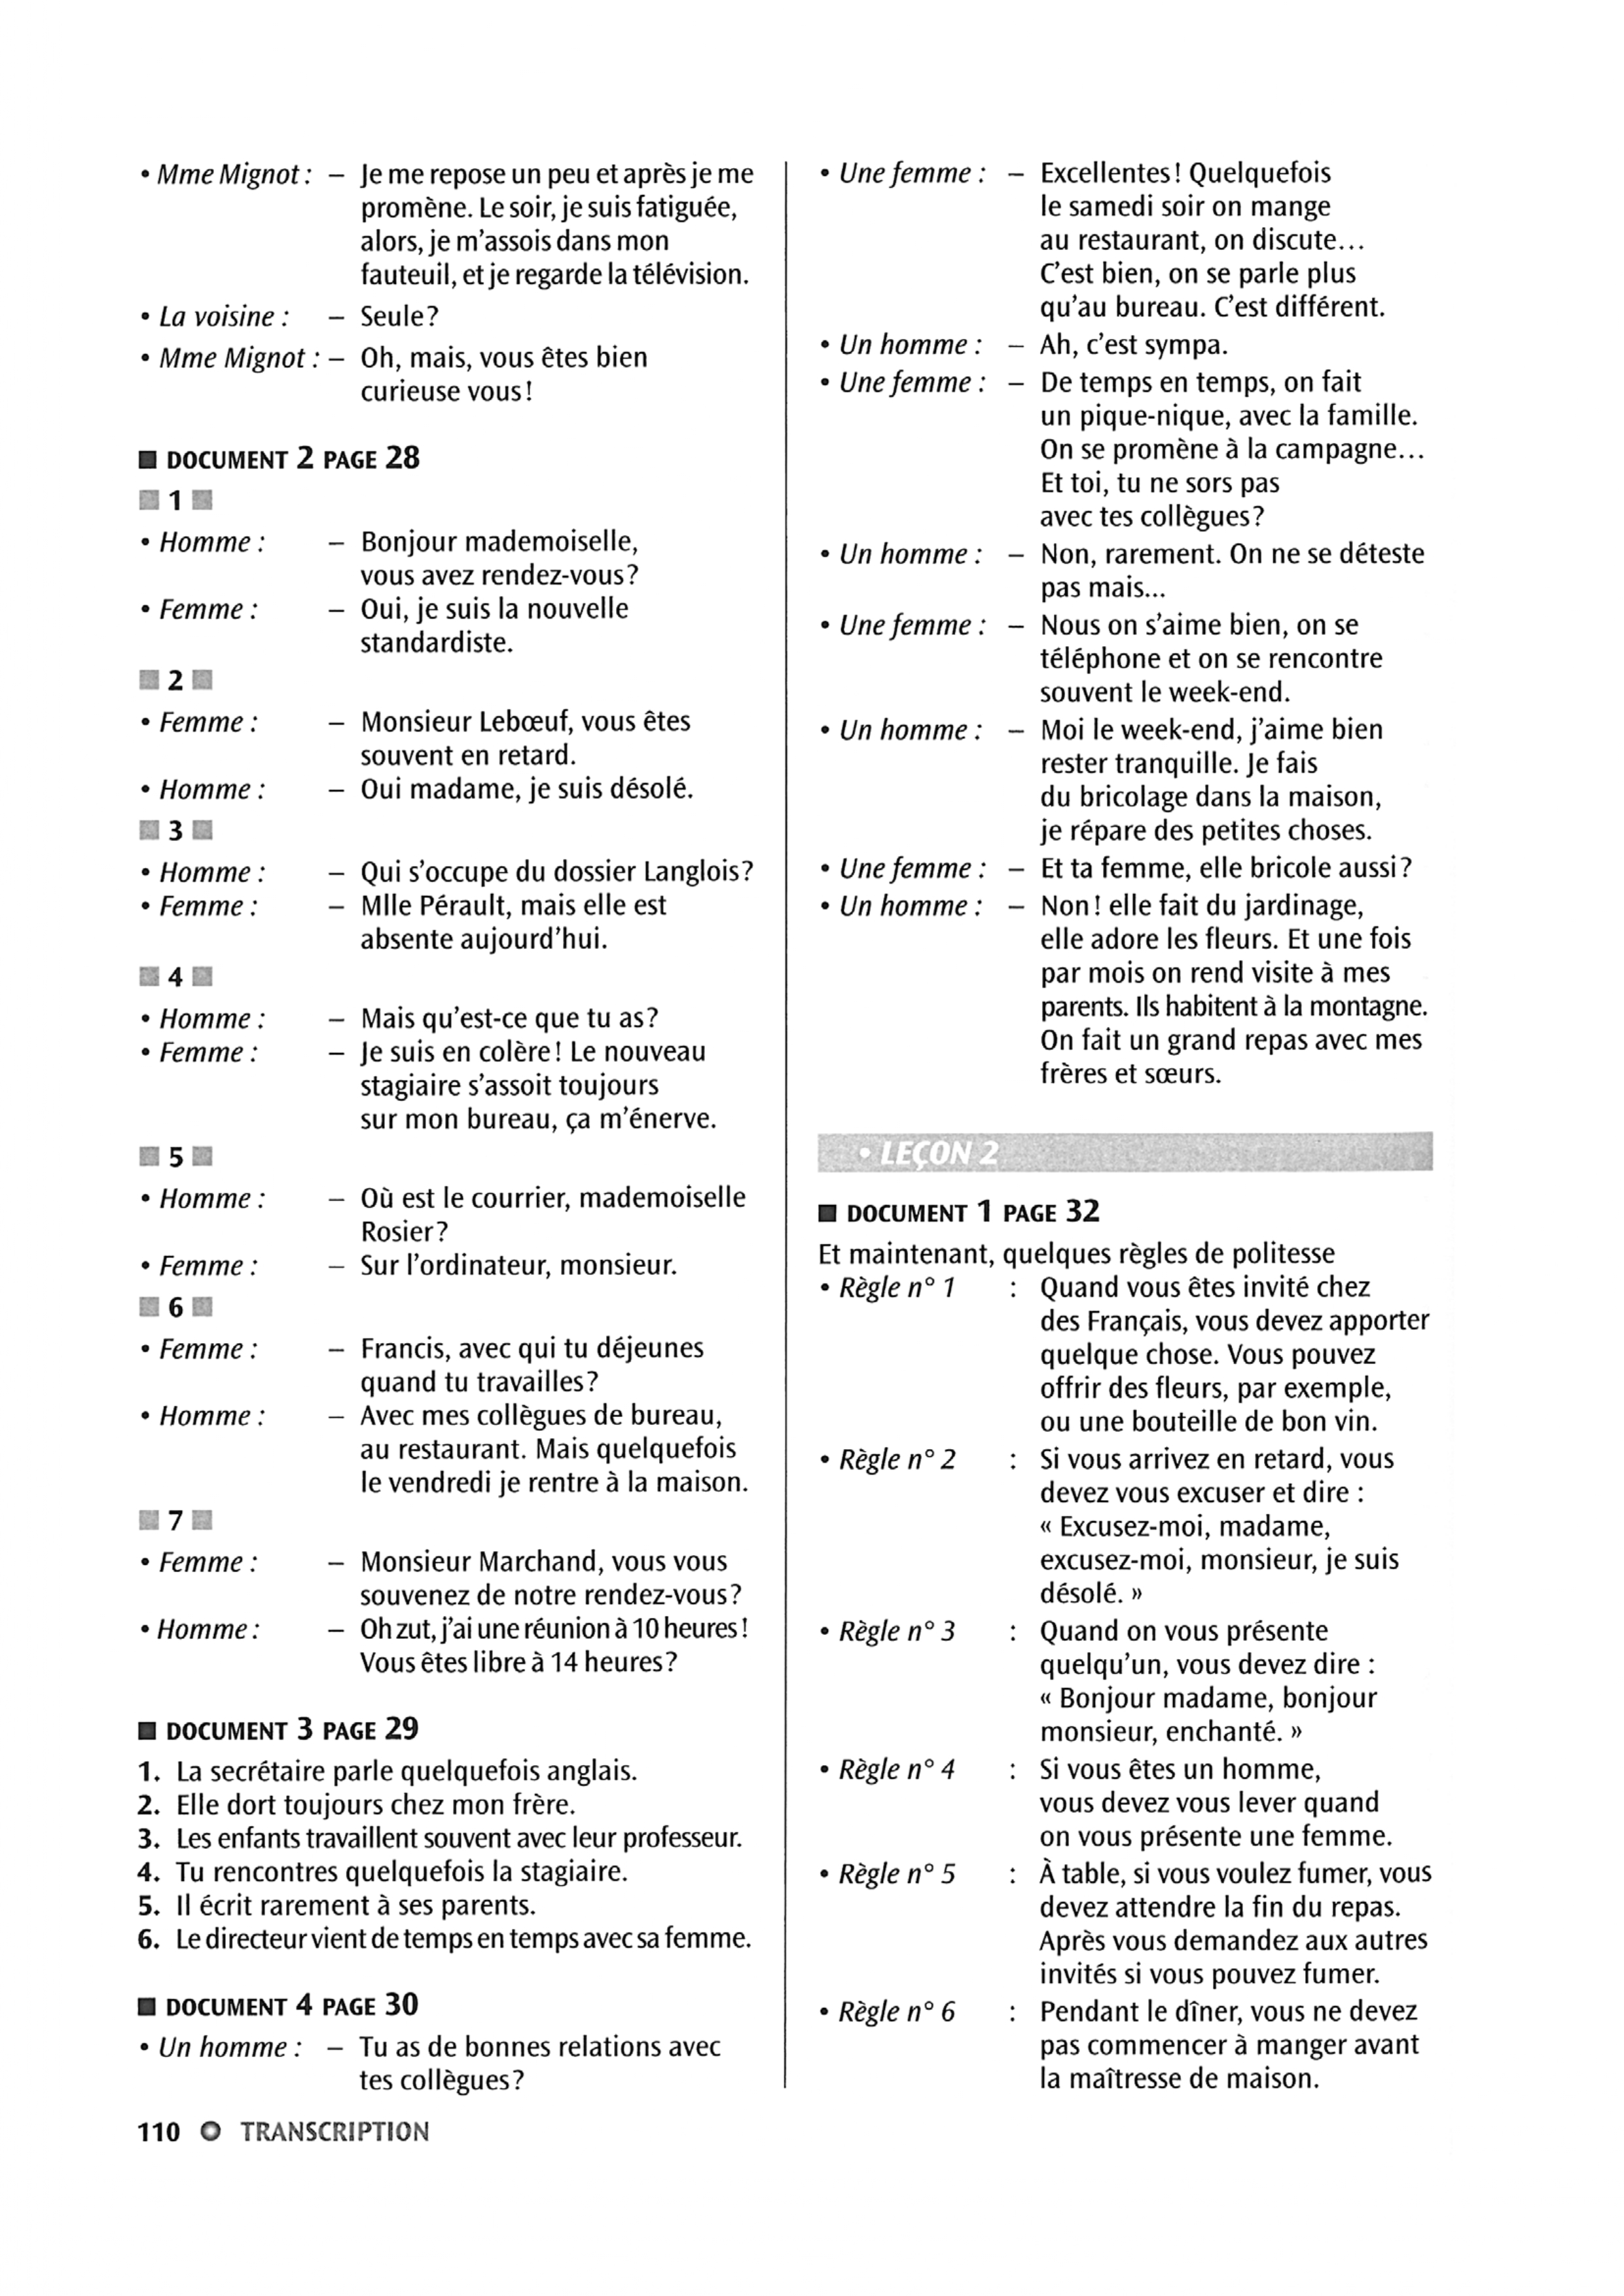 • Mme Mignot : – Je me repose un peu et après je me
promène. Le soir, je suis fatiguée,
alors, je m'assois dans mon
fauteuil, et je regarde la télévision.
• La voisine : – Seule?
• Mme Mignot : – Oh, mais, vous êtes bien
curieuse vous!
■ DOCUMENT 2 PAGE 28
■ 1 ■
• Homme : – Bonjour mademoiselle,
vous avez rendez-vous?
• Femme : – Oui, je suis la nouvelle
standardiste.
■ 2 ■
• Femme : – Monsieur Lebœuf, vous êtes
souvent en retard.
• Homme : – Oui madame, je suis désolé.
■ 3 ■
• Homme : – Qui s'occupe du dossier Langlois?
• Femme : – Mlle Pérault, mais elle est
absente aujourd'hui.
■ 4 ■
• Homme : – Mais qu'est-ce que tu as?
• Femme : – Je suis en colère! Le nouveau
stagiaire s'assoit toujours
sur mon bureau, ça m'énerve.
■ 5 ■
• Homme : – Où est le courrier, mademoiselle
Rosier?
• Femme : – Sur l'ordinateur, monsieur.
■ 6 ■
• Femme : – Francis, avec qui tu déjeunes
quand tu travailles?
• Homme : – Avec mes collègues de bureau,
au restaurant. Mais quelquefois
le vendredi je rentre à la maison.
■ 7 ■
• Femme : – Monsieur Marchand, vous vous
souvenez de notre rendez-vous?
• Homme : – Oh zut, j'ai une réunion à 10 heures!
Vous êtes libre à 14 heures?
■ DOCUMENT 3 PAGE 29
1. La secrétaire parle quelquefois anglais.
2. Elle dort toujours chez mon frère.
3. Les enfants travaillent souvent avec leur professeur.
4. Tu rencontres quelquefois la stagiaire.
5. Il écrit rarement à ses parents.
6. Le directeur vient de temps en temps avec sa femme.
■ DOCUMENT 4 PAGE 30
• Un homme : – Tu as de bonnes relations avec
tes collègues?
• Une femme : – Excellentes! Quelquefois
le samedi soir on mange
au restaurant, on discute...
C'est bien, on se parle plus
qu'au bureau. C'est différent.
• Un homme : – Ah, c'est sympa.
• Une femme : – De temps en temps, on fait
un pique-nique, avec la famille.
On se promène à la campagne...
Et toi, tu ne sors pas
avec tes collègues?
• Un homme : – Non, rarement. On ne se déteste
pas mais...
• Une femme : – Nous on s'aime bien, on se
téléphone et on se rencontre
souvent le week-end.
• Un homme : – Moi le week-end, j'aime bien
rester tranquille. Je fais
du bricolage dans la maison,
je répare des petites choses.
• Une femme : – Et ta femme, elle bricole aussi?
• Un homme : – Non! elle fait du jardinage,
elle adore les fleurs. Et une fois
par mois on rend visite à mes
parents. Ils habitent à la montagne.
On fait un grand repas avec mes
frères et sœurs.
• LEÇON 2
■ DOCUMENT 1 PAGE 32
Et maintenant, quelques règles de politesse
• Règle n° 1 : Quand vous êtes invité chez
des Français, vous devez apporter
quelque chose. Vous pouvez
offrir des fleurs, par exemple,
ou une bouteille de bon vin.
• Règle n° 2 : Si vous arrivez en retard, vous
devez vous excuser et dire :
« Excusez-moi, madame,
excusez-moi, monsieur, je suis
désolé. »
• Règle n° 3 : Quand on vous présente
quelqu'un, vous devez dire :
« Bonjour madame, bonjour
monsieur, enchanté. »
• Règle n° 4 : Si vous êtes un homme,
vous devez vous lever quand
on vous présente une femme.
• Règle n° 5 : À table, si vous voulez fumer, vous
devez attendre la fin du repas.
Après vous demandez aux autres
invités si vous pouvez fumer.
• Règle n° 6 : Pendant le dîner, vous ne devez
pas commencer à manger avant
la maîtresse de maison.
110 TRANSCRIPTION